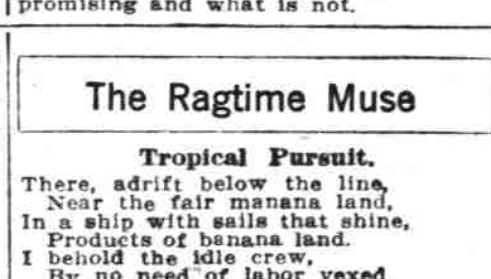 promising and what is not.
The Ragtime Muse
Tropical Pursuit.
There, adrift below the line,
Near the fair manana land,
In a ship with sails that shine,
Products of banana land.
I behold the idle crew,
By no need of labor vexed